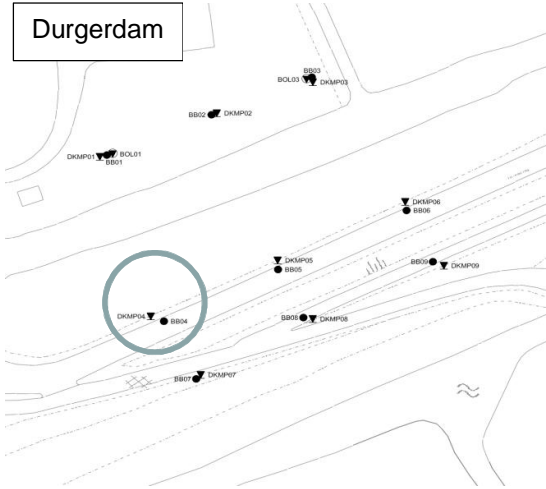 Durgerdam
BB03
BOL03 DKMP03
BB02 DKMP02
DKMP01 BOL01
BB01
DKMP06
BB06
DKMP05
BB05
BB09 DKMP09
DKMP04 BB04
BB08 DKMP08
BB07 DKMP07